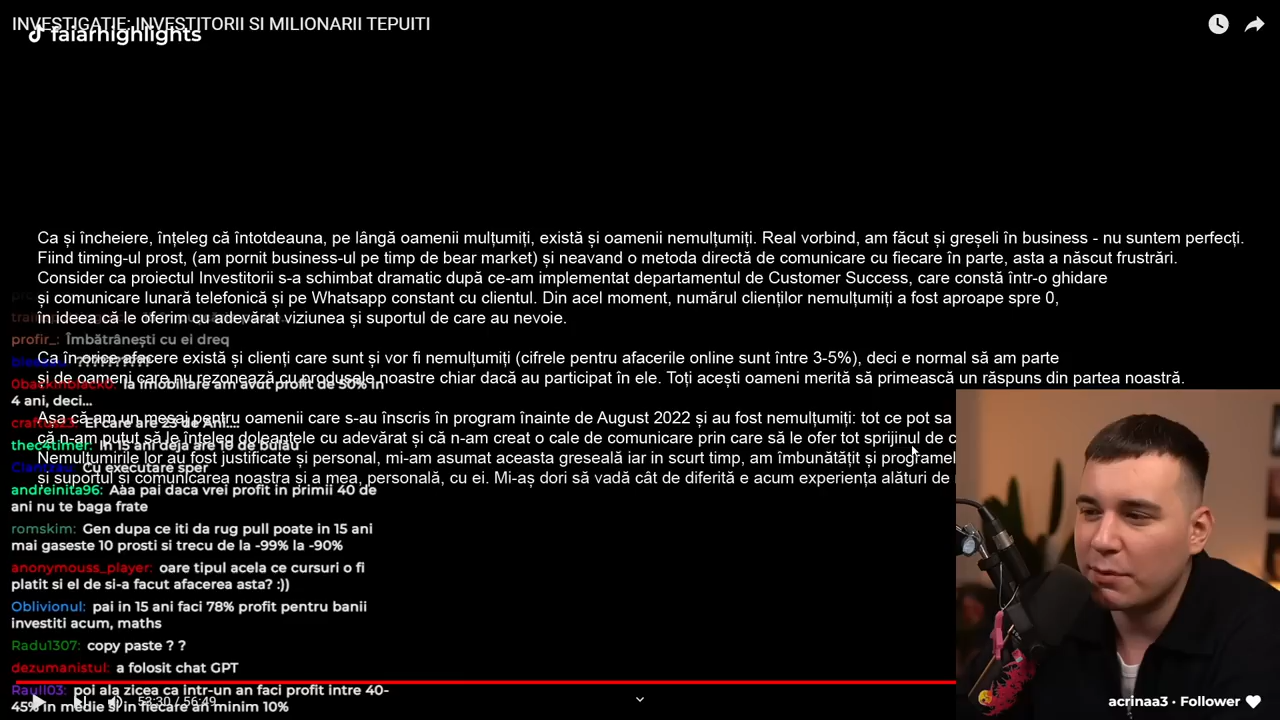 INVESTIGAȚIE: INVESTITORII SI MILIONARII TEPUITI
faiarhighlights
Ca și încheiere, înțeleg că întotdeauna, pe lângă oamenii mulțumiți, există și oamenii nemulțumiți. Real vorbind, am făcut și greșeli în business - nu suntem perfecți.
Fiind timing-ul prost, (am pornit business-ul pe timp de bear market) și neavand o metoda directă de comunicare cu fiecare în parte, asta a născut frustrări.
Consider ca proiectul Investitorii s-a schimbat dramatic după ce-am implementat departamentul de Customer Success, care constă într-o ghidare
și comunicare lunară telefonică și pe Whatsapp constant cu clientul. Din acel moment, numărul clienților nemulțumiți a fost aproape spre 0,
în ideea că le oferim cu adevărat viziunea și suportul de care au nevoie.
Ca în orice afacere există și clienți care sunt și vor fi nemulțumiți (cifrele pentru afacerile online sunt între 3-5%), deci e normal să am parte
și de oameni care nu rezonează cu produsele noastre chiar dacă au participat în ele. Toți acești oameni merită să primească un răspuns din partea noastră.
Așa că am un mesaj pentru oamenii care s-au înscris în program înainte de August 2022 și au fost nemulțumiți: tot ce pot sa
că n-am putut să le înțeleg doleanțele cu adevărat și că n-am creat o cale de comunicare prin care să le ofer tot sprijinul de
Nemulțumirile lor au fost justificate și personal, mi-am asumat aceasta greseală iar in scurt timp, am îmbunătățit și programel
si suportul si comunicarea noastra si a mea, personală, cu ei. Mi-aș dori să vadă cât de diferită e acum experiența alături de
profir_: Îmbătrânești cu ei dreq
0backinblack0: la imobiliare am avut profit de 50% in
4 ani, deci...
El care are 23 de Ani....
thec4timer: In 15 ani deja are 10 de bulau
Cu executare sper
andreinita96: Aàa pai daca vrei profit in primii 40 de
ani nu te baga frate
romskim: Gen dupa ce iti da rug pull poate in 15 ani
mai gaseste 10 prosti si trecu de la -99% la -90%
anonymouss_player: oare tipul acela ce cursuri o fi
platit si el de si-a facut afacerea asta? :))
Oblivionul: pai in 15 ani faci 78% profit pentru banii
investiti acum, maths
Radu1307: copy paste ? ?
dezumanistul: a folosit chat GPT
Raull03: poi ala zicea ca intr-un an faci profit intre 40-
45% in medie si in fiecare an minim 10%
53:30 / 56:49
acrinaa3 · Follower